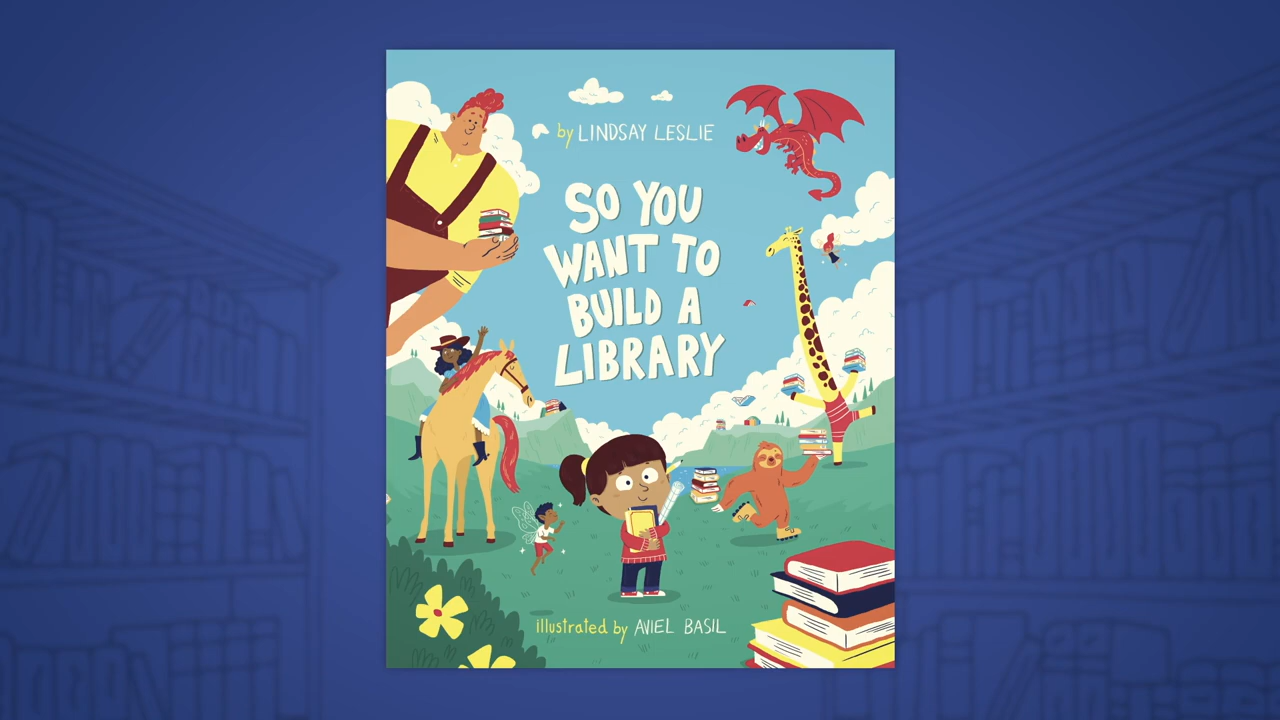 by LINDSAY LESLIE
SO YOU
WANT TO
BUILD A
LIBRARY
illustrated by AVIEL BASIL